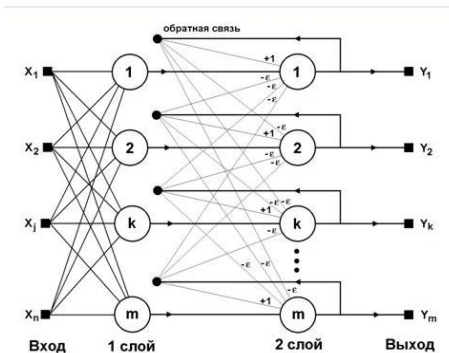 обратная связь
X1 1 +1 1 Y1
-ε
-ε
-ε
-ε
X2 2 +1 2 Y2
-ε
-ε
-ε -ε
Xj k +1 k Yk
-ε
-ε -ε
-ε
Xn m +1 m Ym
Вход 1 слой 2 слой Выход